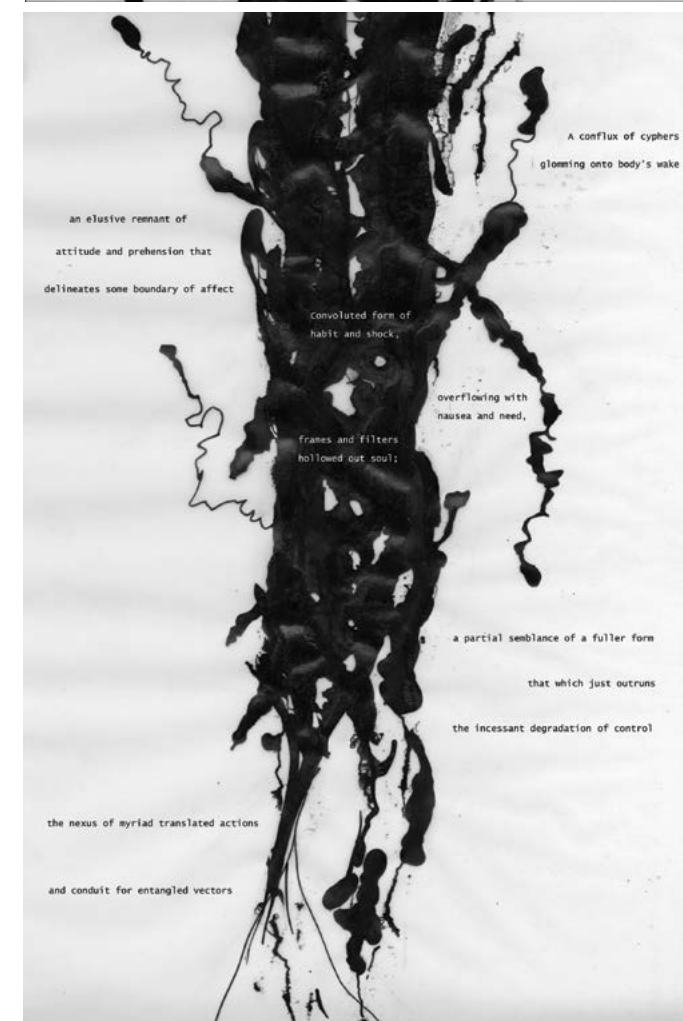 A conflux of cyphers
glomming onto body's wake
an elusive remnant of
attitude and prehension that
delineates some boundary of affect
Convoluted form of
habit and shock,
overflowing with
nausea and need,
frames and filters
hollowed out soul;
a partial semblance of a fuller form
that which just outruns
the incessant degradation of control
the nexus of myriad translated actions
and conduit for entangled vectors